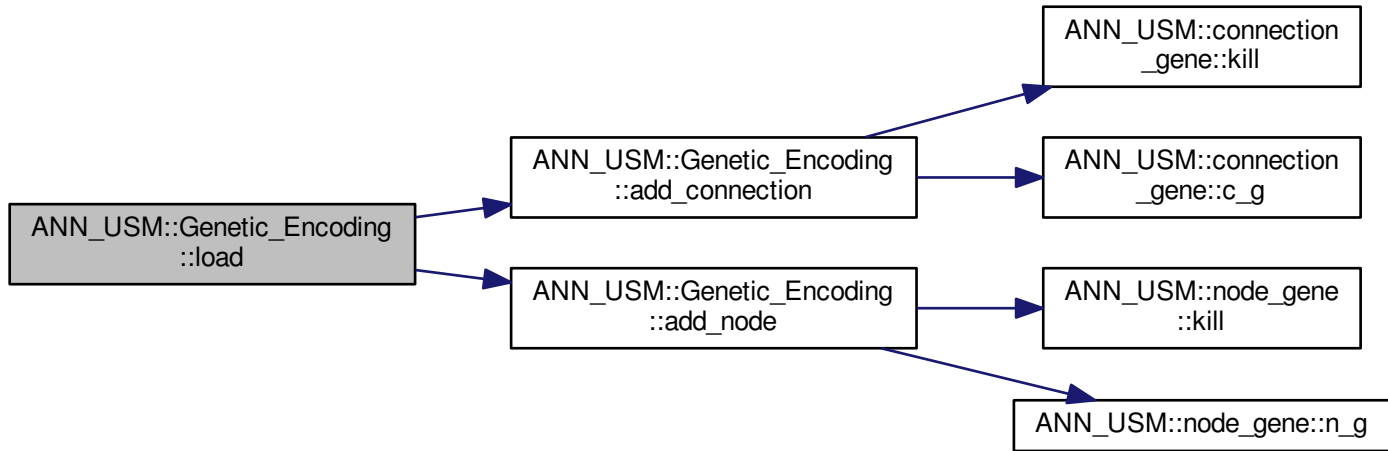 ANN_USM::Genetic_Encoding
::load
ANN_USM::Genetic_Encoding
::add_connection
ANN_USM::Genetic_Encoding
::add_node
ANN_USM::connection
_gene::kill
ANN_USM::connection
_gene::c_g
ANN_USM::node_gene
::kill
ANN_USM::node_gene::n_g